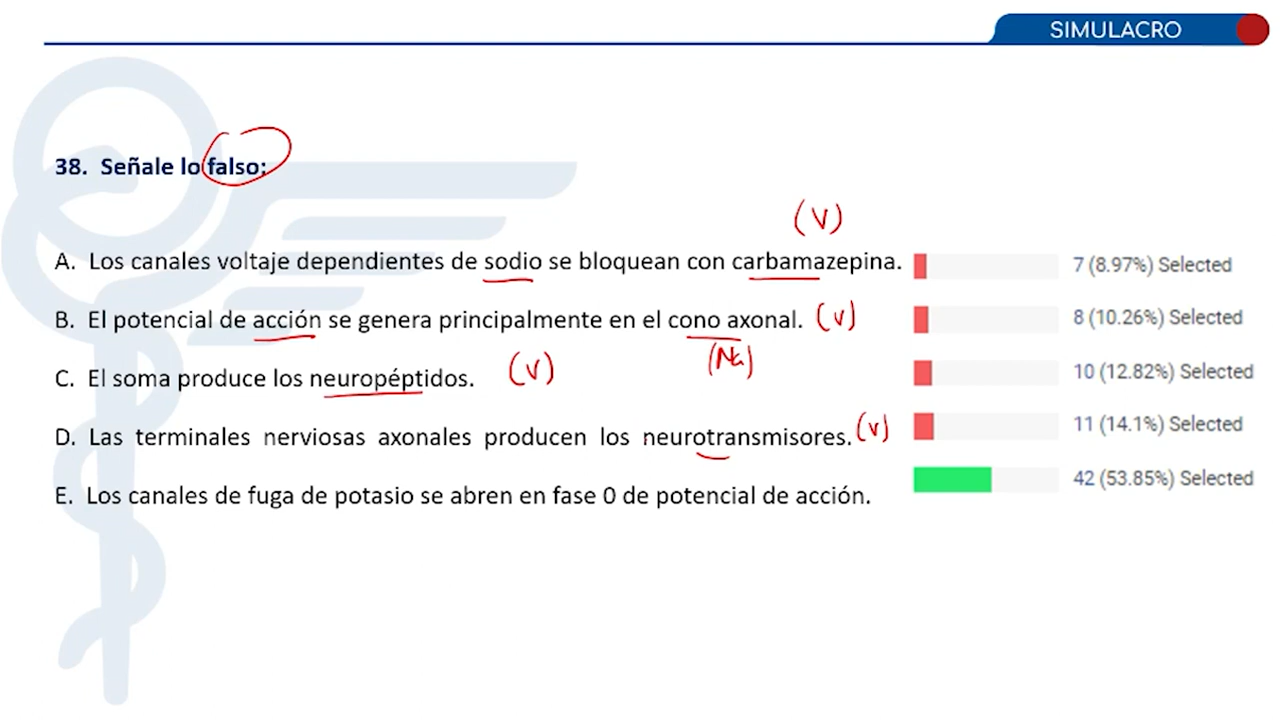 SIMULACRO
38. Señale lo falso:
(V)
A. Los canales voltaje dependientes de sodio se bloquean con carbamazepina.
7 (8.97%) Selected
B. El potencial de acción se genera principalmente en el cono axonal. (V)
8 (10.26%) Selected
(Na)
C. El soma produce los neuropéptidos. (V)
10 (12.82%) Selected
D. Las terminales nerviosas axonales producen los neurotransmisores. (V)
11 (14.1%) Selected
E. Los canales de fuga de potasio se abren en fase 0 de potencial de acción.
42 (53.85%) Selected